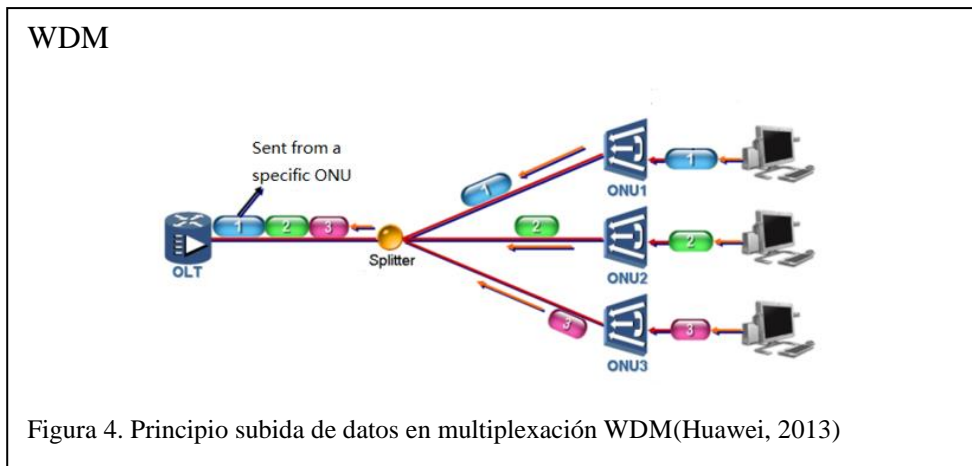 WDM
Sent from a
specific ONU
1
ONU1
1
1 2 3
2
2
OLT
Splitter
ONU2
3
3
ONU3
Figura 4. Principio subida de datos en multiplexación WDM(Huawei, 2013)